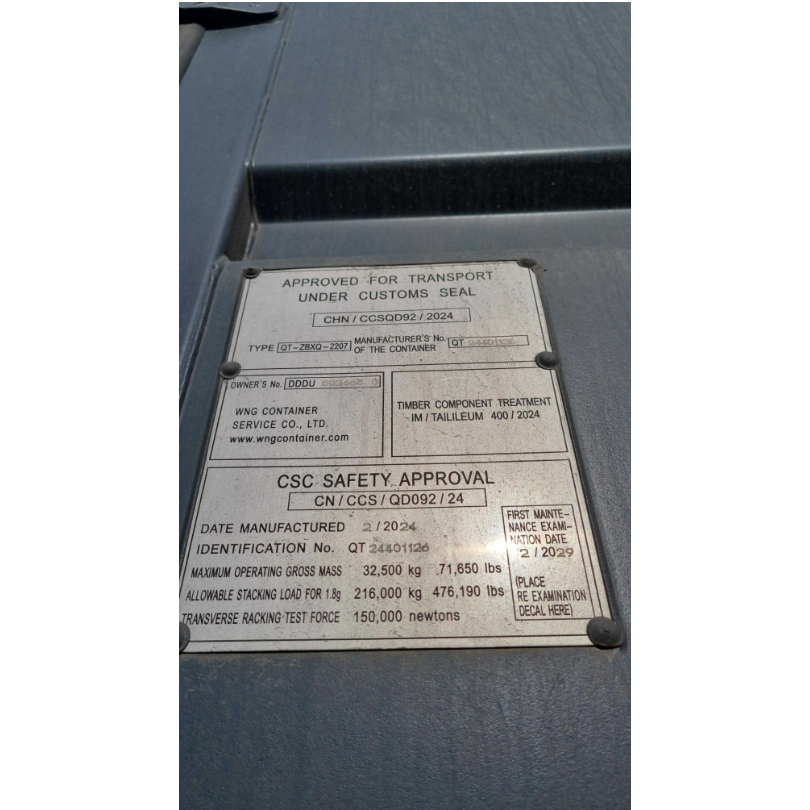 APPROVED FOR TRANSPORT
UNDER CUSTOMS SEAL
CHN / CCSQD92 / 2024
TYPE QT-ZBXQ-2207 MANUFACTURER'S No. OF THE CONTAINER QT 24401126
OWNER'S No. DDDU
WNG CONTAINER
SERVICE CO., LTD.
www.wngcontainer.com
TIMBER COMPONENT TREATMENT
IM / TAILILEUM 400 / 2024
CSC SAFETY APPROVAL
CN / CCS / QD092 / 24
DATE MANUFACTURED 2 / 2024
IDENTIFICATION No. QT 24401126
MAXIMUM OPERATING GROSS MASS 32,500 kg 71,650 lbs
ALLOWABLE STACKING LOAD FOR 1.8g 216,000 kg 476,190 lbs
TRANSVERSE RACKING TEST FORCE 150,000 newtons
FIRST MAINTE-
NANCE EXAMI-
NATION DATE
2 / 2029
(PLACE
RE EXAMINATION
DECAL HERE)